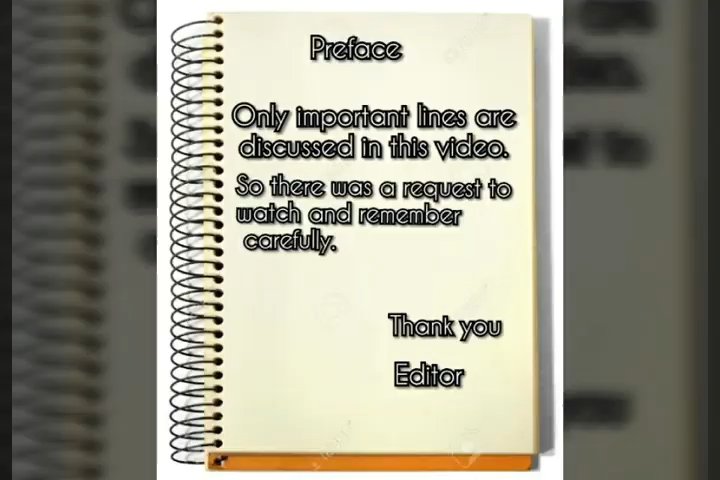 Preface
Only important lines are
discussed in this video.
So there was a request to
watch and remember
carefully.
Thank you
Editor